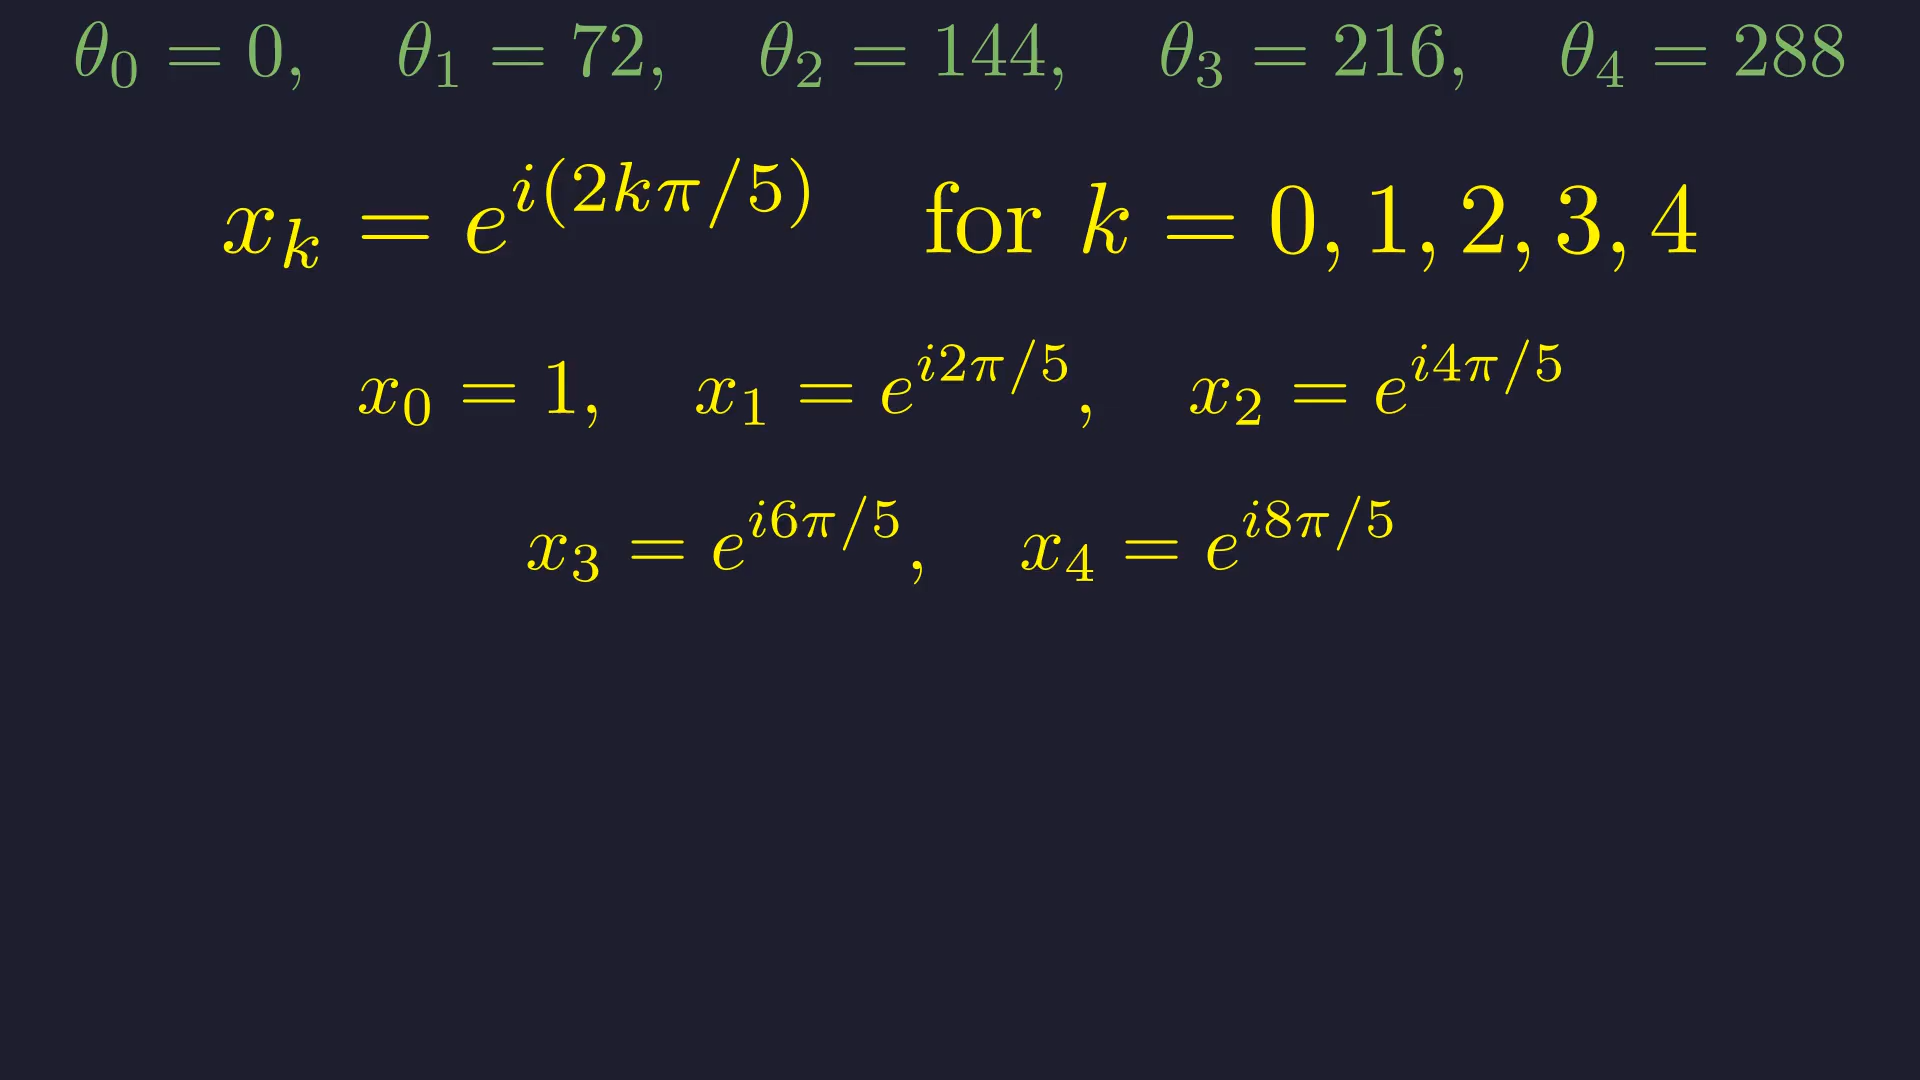 θ₀ = 0, θ₁ = 72, θ₂ = 144, θ₃ = 216, θ₄ = 288
xₖ = e^{i(2kπ/5)} for k = 0, 1, 2, 3, 4
x₀ = 1, x₁ = e^{i2π/5}, x₂ = e^{i4π/5}
x₃ = e^{i6π/5}, x₄ = e^{i8π/5}